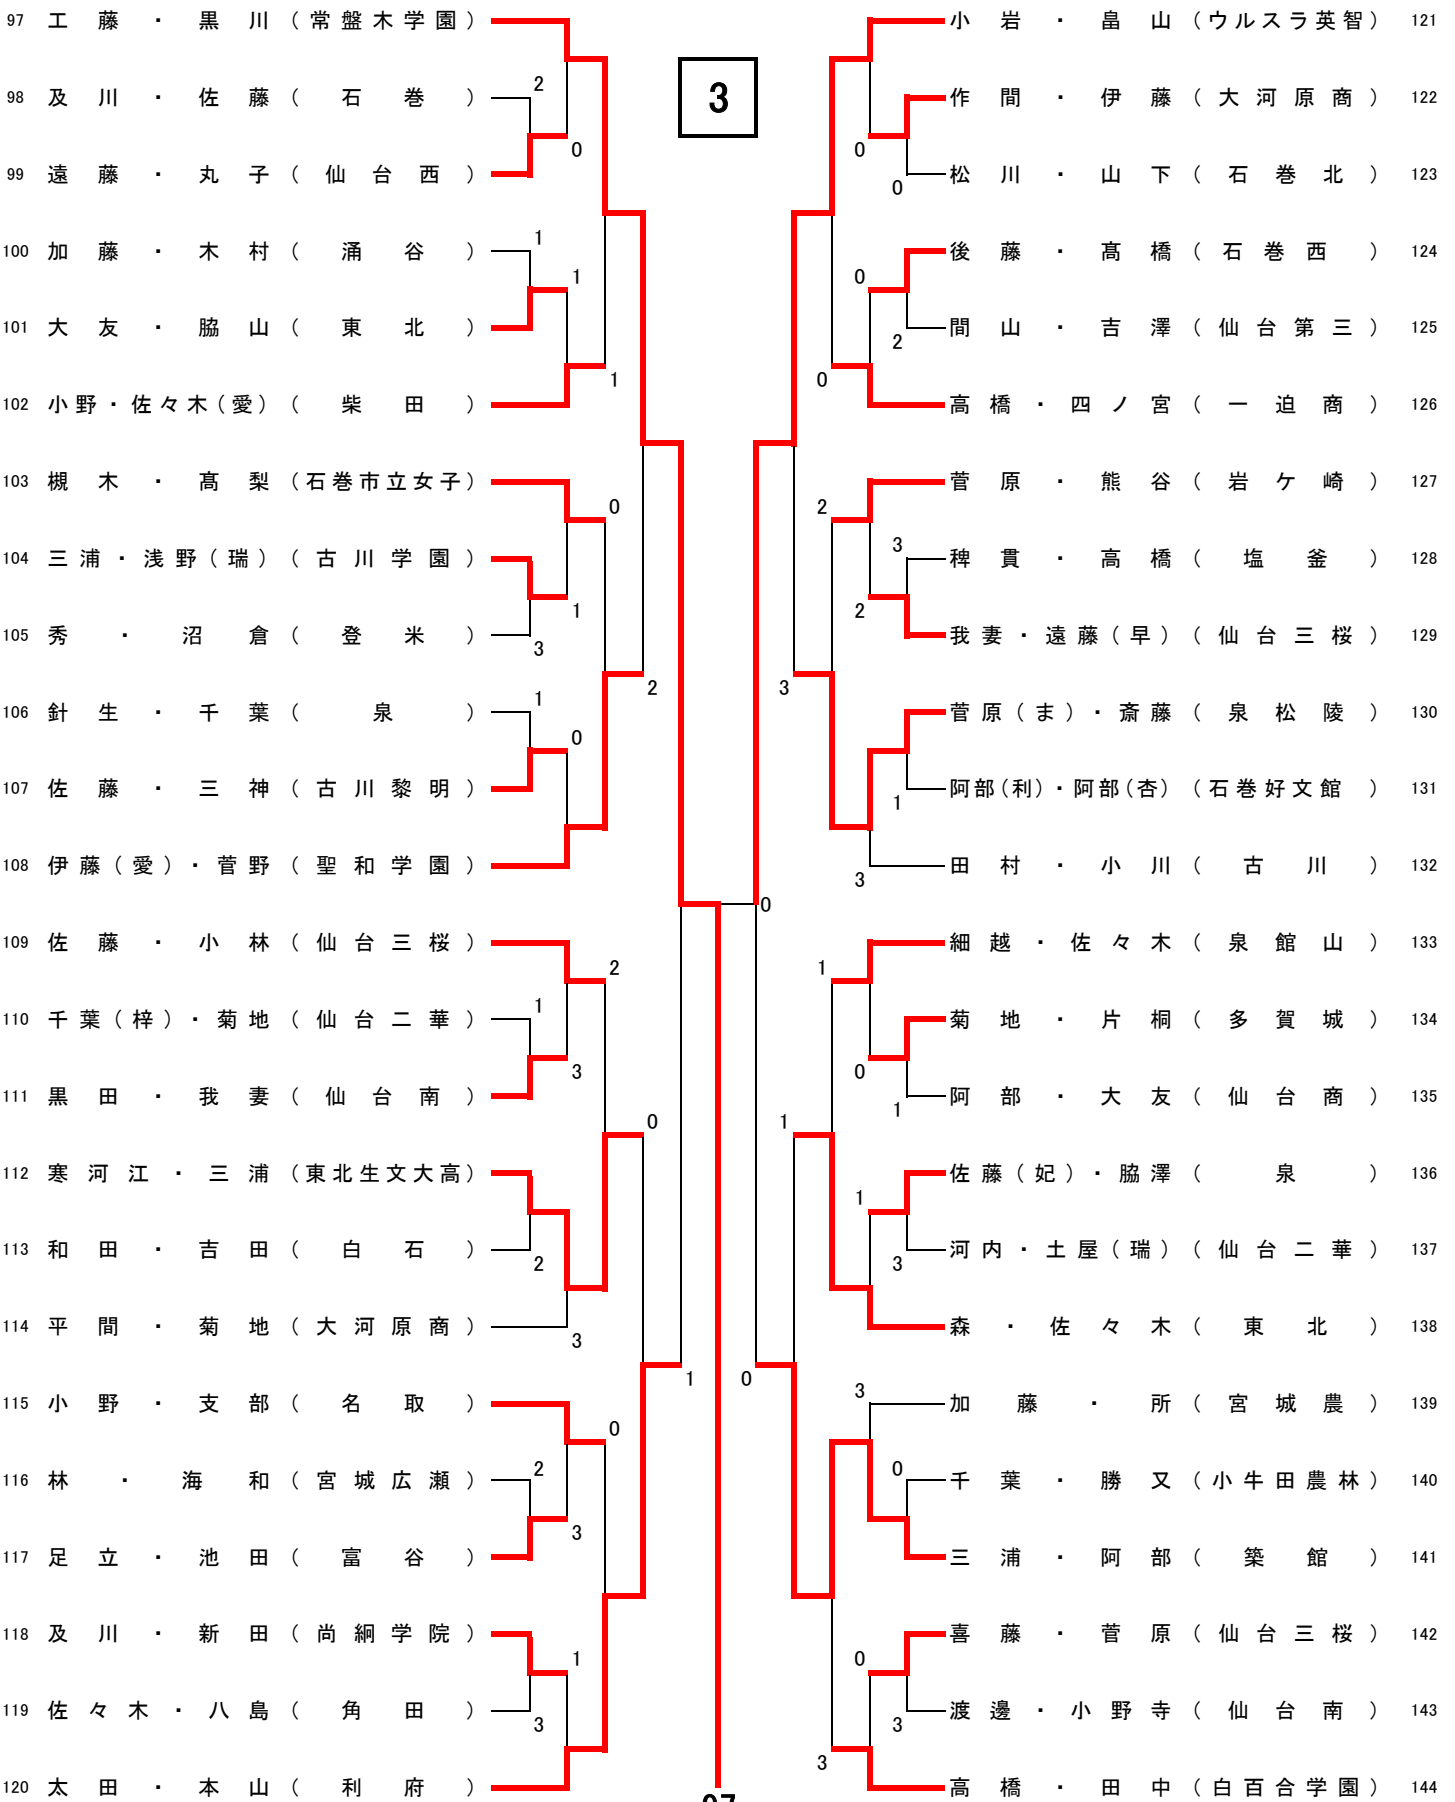 3
97 工藤・黒川(常盤木学園)
2
98 及川・佐藤(石巻)
0
99 遠藤・丸子(仙台西)
1
100 加藤・木村(涌谷)
1
101 大友・脇山(東北)
1
102 小野・佐々木(愛)(柴田)
103 槻木・髙梨(石巻市立女子)
0
104 三浦・浅野(瑞)(古川学園)
1
105 秀・沼倉(登米)
3
2
106 針生・千葉(泉)
1
0
107 佐藤・三神(古川黎明)
108 伊藤(愛)・菅野(聖和学園)
109 佐藤・小林(仙台三桜)
2
110 千葉(梓)・菊地(仙台二華)
1
3
111 黒田・我妻(仙台南)
0
112 寒河江・三浦(東北生文大高)
113 和田・吉田(白石)
2
114 平間・菊地(大河原商)
3
1
115 小野・支部(名取)
0
116 林・海和(宮城広瀬)
2
3
117 足立・池田(富谷)
118 及川・新田(尚絅学院)
1
119 佐々木・八島(角田)
3
120 太田・本山(利府)
小岩・畠山(ウルスラ英智) 121
作間・伊藤(大河原商) 122
0
松川・山下(石巻北) 123
0
後藤・髙橋(石巻西) 124
0
間山・吉澤(仙台第三) 125
2
0
高橋・四ノ宮(一迫商) 126
菅原・熊谷(岩ケ崎) 127
2
3
稗貫・高橋(塩釜) 128
2
我妻・遠藤(早)(仙台三桜) 129
3
菅原(ま)・斎藤(泉松陵) 130
阿部(利)・阿部(杏)(石巻好文館) 131
1
田村・小川(古川) 132
3
0
細越・佐々木(泉館山) 133
1
菊地・片桐(多賀城) 134
0
阿部・大友(仙台商) 135
1
1
佐藤(妃)・脇澤(泉) 136
1
河内・土屋(瑞)(仙台二華) 137
3
森・佐々木(東北) 138
0
3
加藤・所(宮城農) 139
0
千葉・勝又(小牛田農林) 140
三浦・阿部(築館) 141
喜藤・菅原(仙台三桜) 142
0
渡邊・小野寺(仙台南) 143
3
3
高橋・田中(白百合学園) 144
97